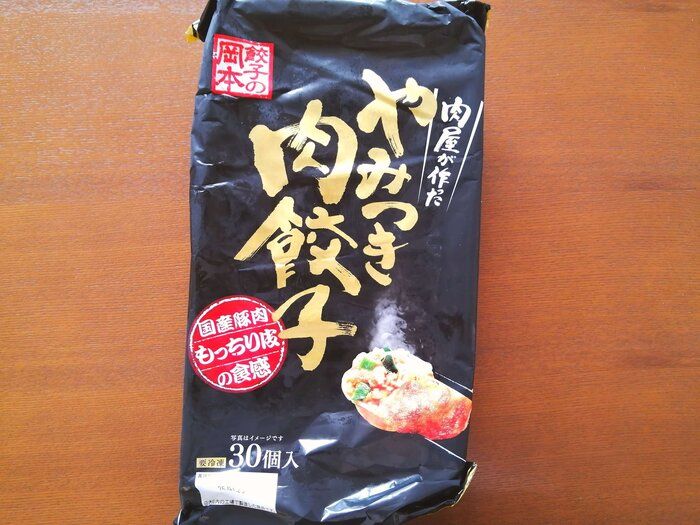 餃子の
岡本
肉屋が作った
やみつき
肉餃子
国産豚肉
もっちり皮
の食感
写真はイメージです
要冷凍 30個入